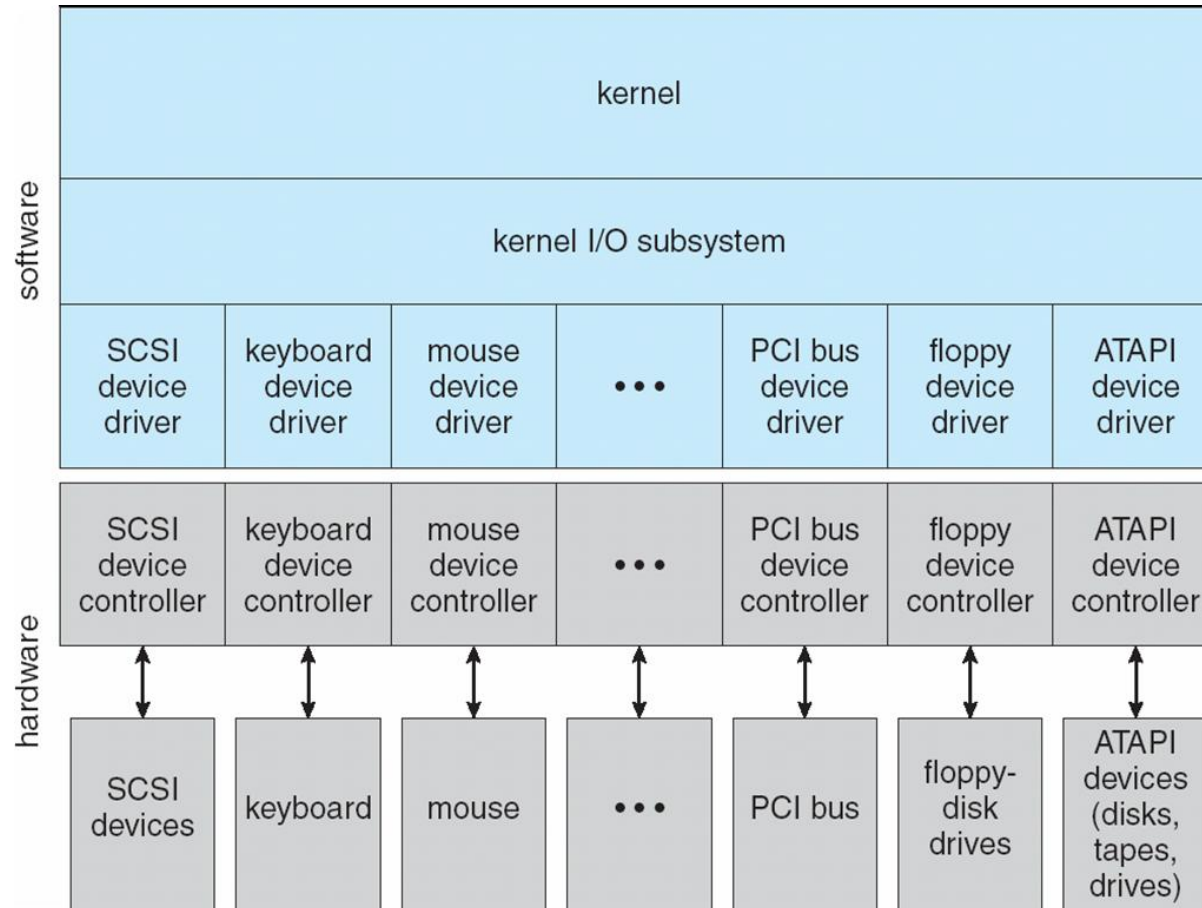 kernel
software
kernel I/O subsystem
SCSI
device
driver
keyboard
device
driver
mouse
device
driver
•••
PCI bus
device
driver
floppy
device
driver
ATAPI
device
driver
hardware
SCSI
device
controller
keyboard
device
controller
mouse
device
controller
•••
PCI bus
device
controller
floppy
device
controller
ATAPI
device
controller
SCSI
devices
keyboard
mouse
•••
PCI bus
floppy-
disk
drives
ATAPI
devices
(disks,
tapes,
drives)